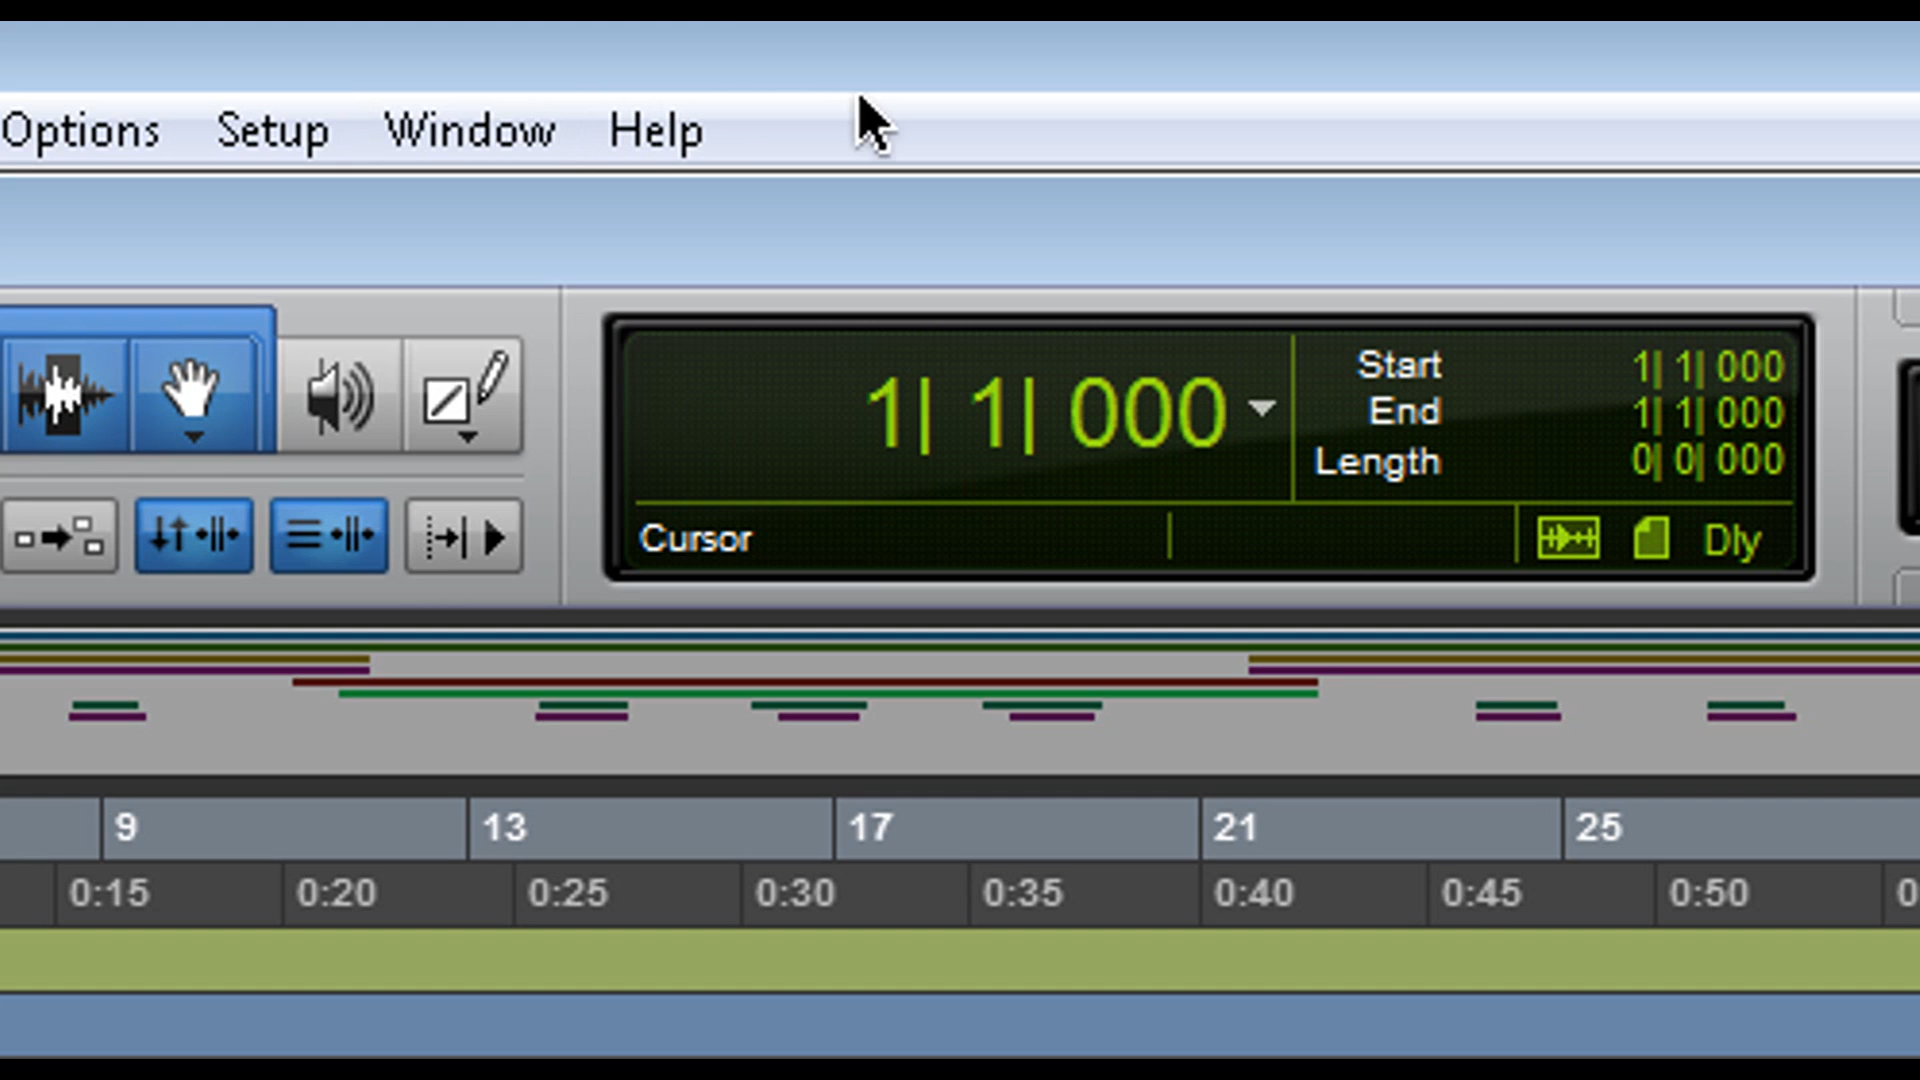 Options Setup Window Help
1| 1| 000
Start 1| 1| 000
End 1| 1| 000
Length 0| 0| 000
Cursor
Dly
9 13 17 21 25
0:15 0:20 0:25 0:30 0:35 0:40 0:45 0:50